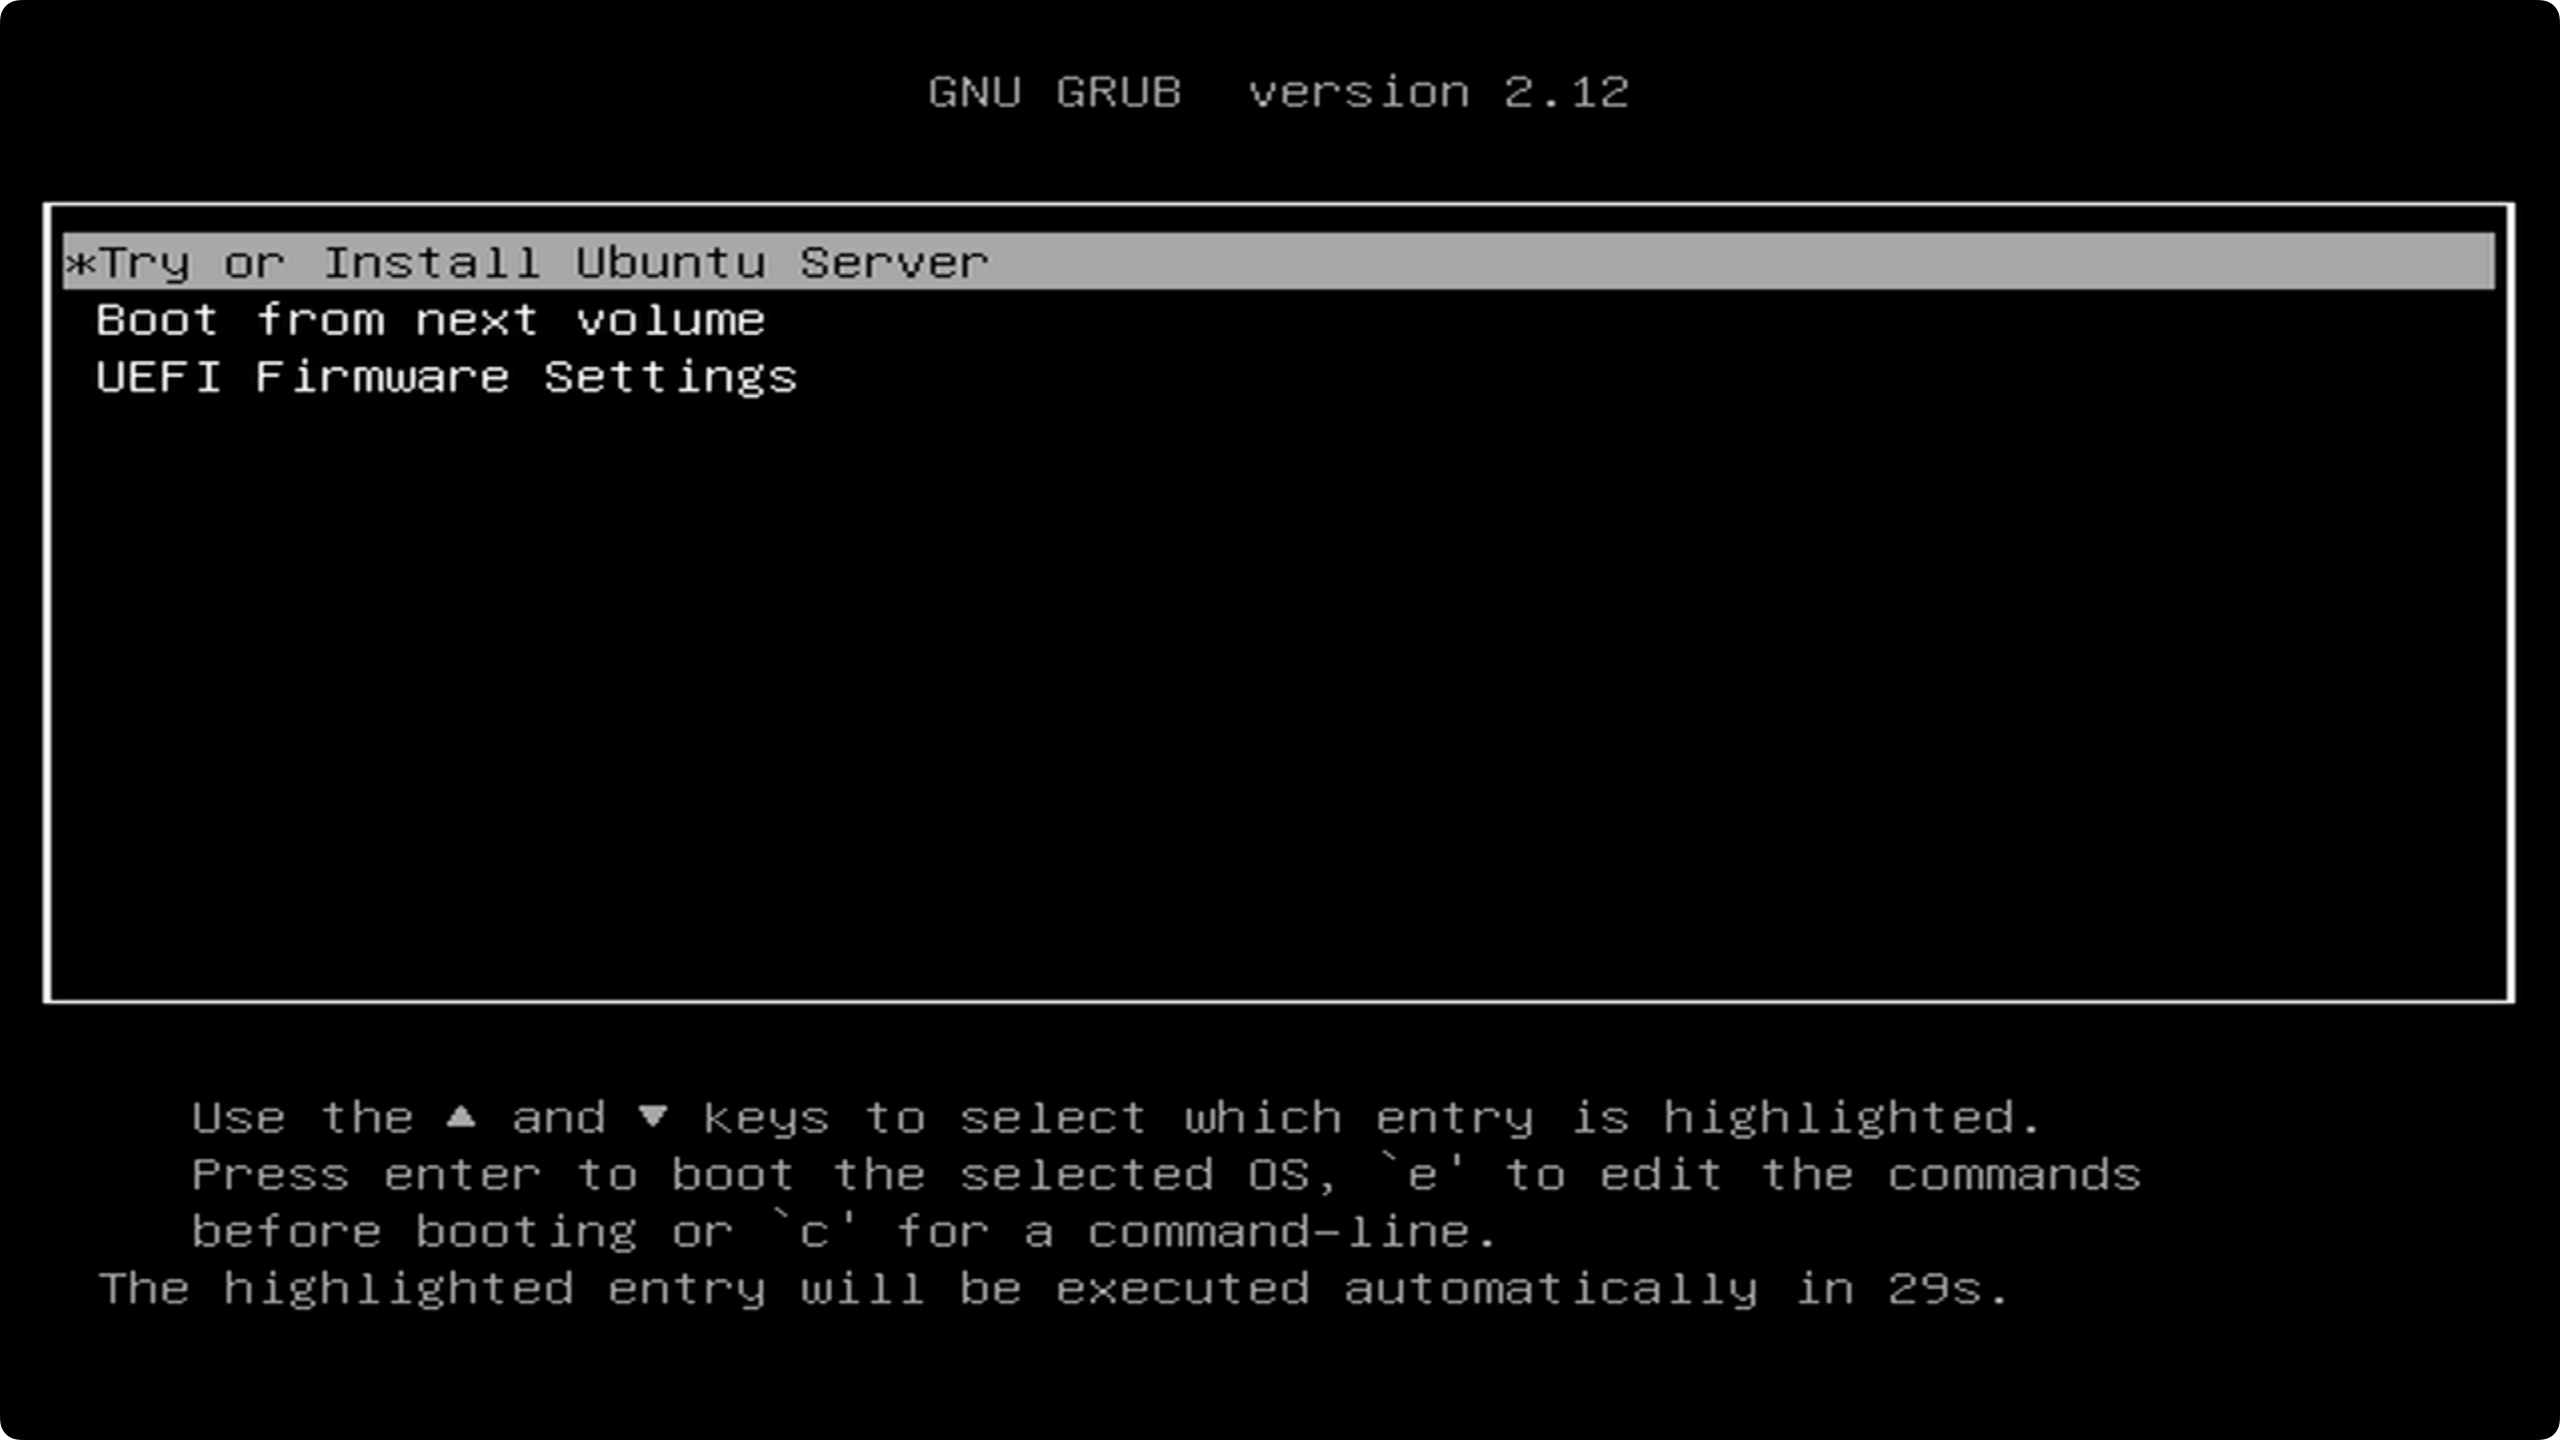 GNU GRUB  version 2.12
*Try or Install Ubuntu Server
Boot from next volume
UEFI Firmware Settings
Use the ▲ and ▼ keys to select which entry is highlighted.
Press enter to boot the selected OS, `e' to edit the commands
before booting or `c' for a command-line.
The highlighted entry will be executed automatically in 29s.